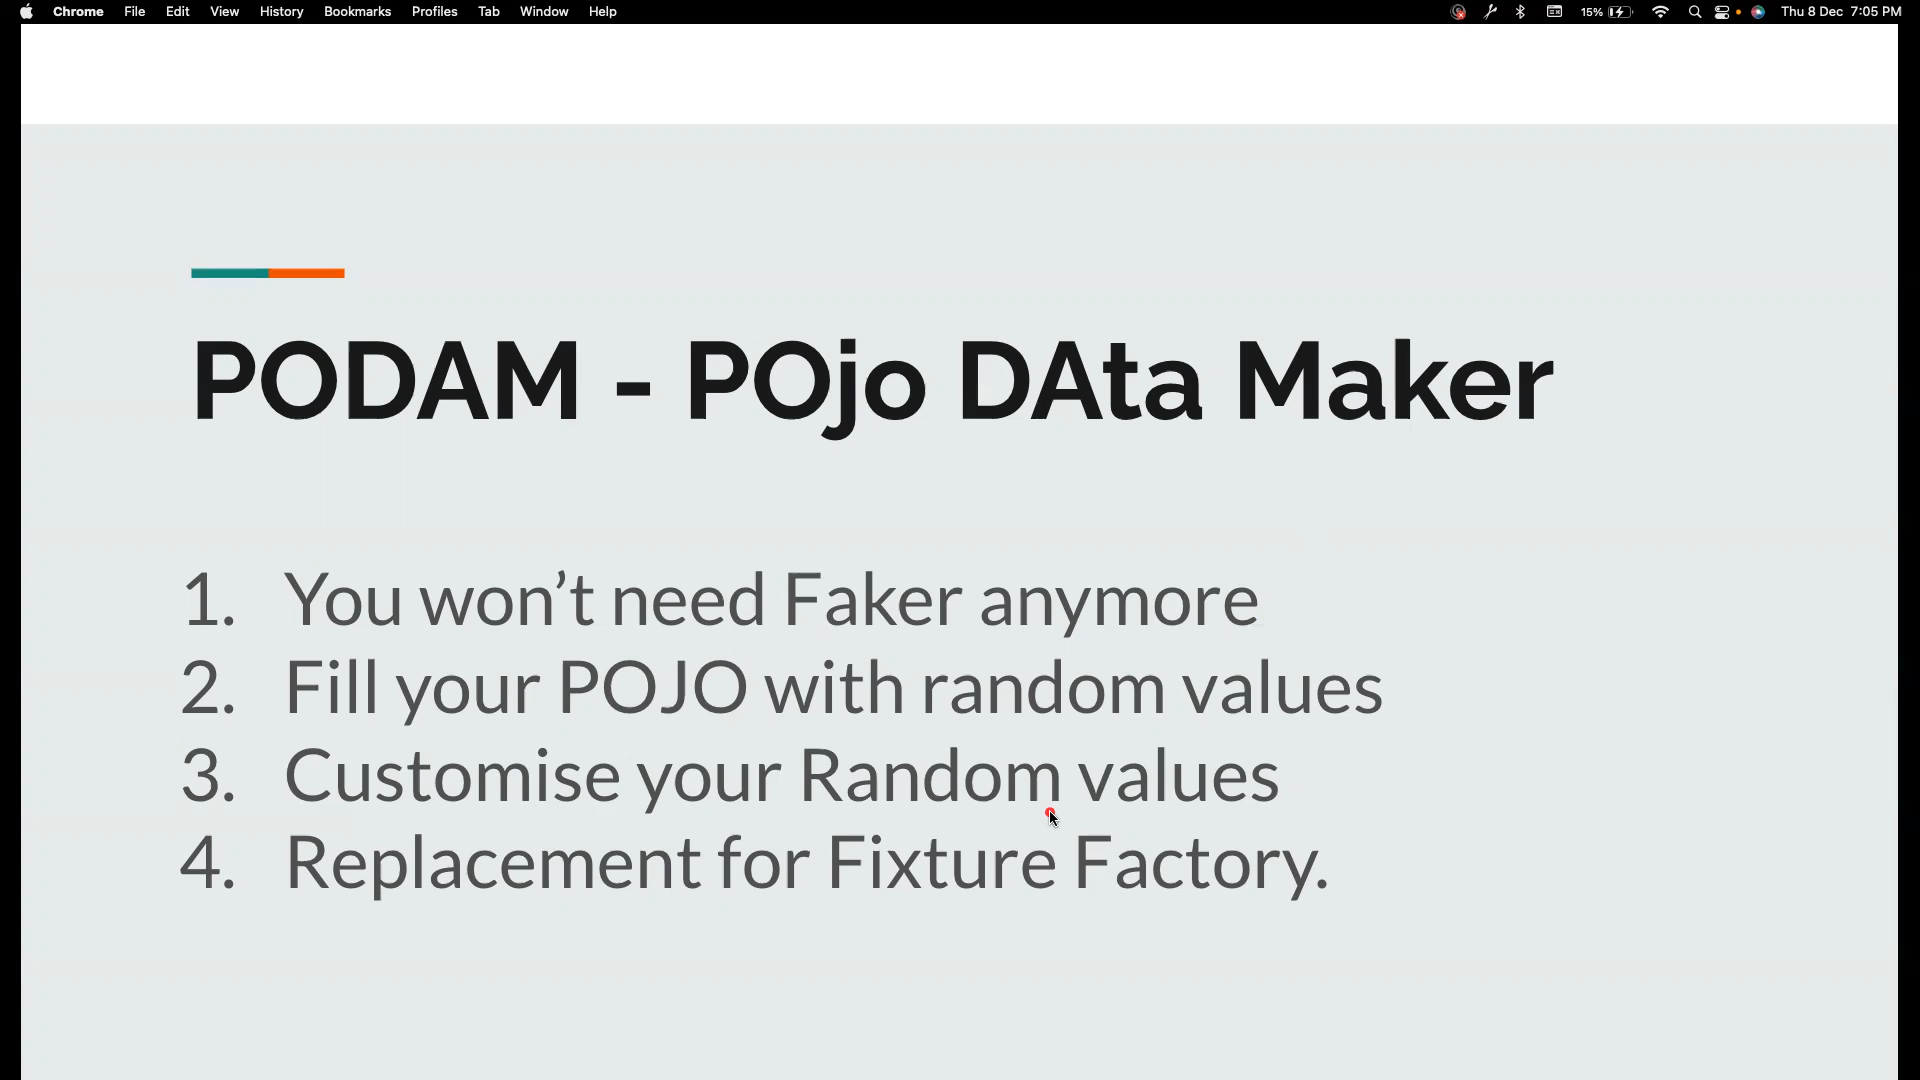 Chrome File Edit View History Bookmarks Profiles Tab Window Help 15% Thu 8 Dec 7:05 PM
PODAM - POjo DAta Maker
1. You won’t need Faker anymore
2. Fill your POJO with random values
3. Customise your Random values
4. Replacement for Fixture Factory.